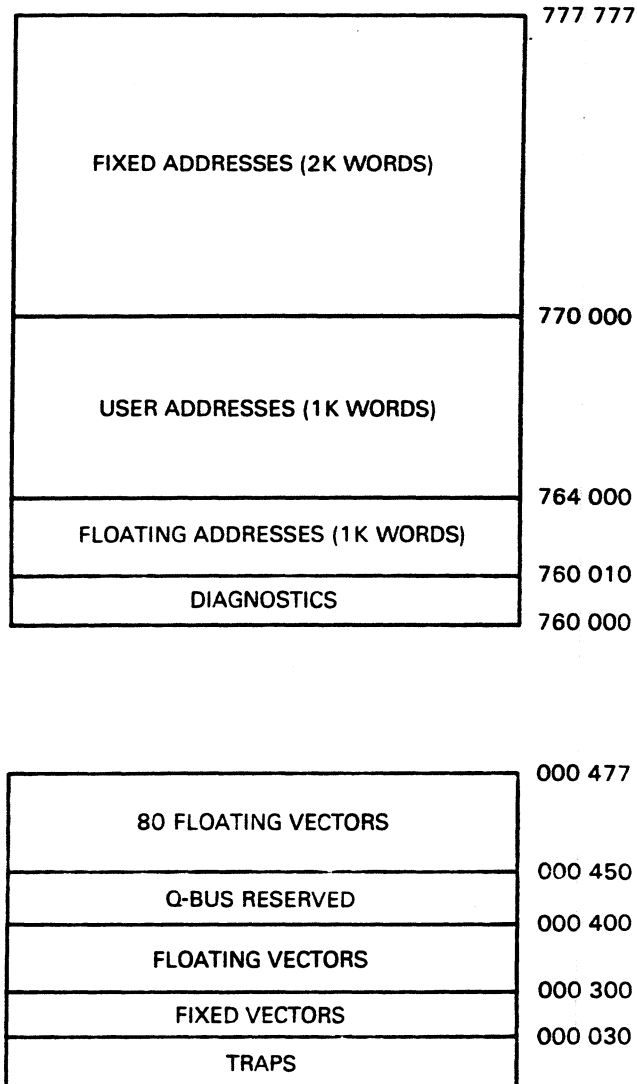 777 777
FIXED ADDRESSES (2K WORDS)
770 000
USER ADDRESSES (1K WORDS)
764 000
FLOATING ADDRESSES (1K WORDS)
760 010
DIAGNOSTICS
760 000
000 477
80 FLOATING VECTORS
000 450
Q-BUS RESERVED
000 400
FLOATING VECTORS
000 300
FIXED VECTORS
000 030
TRAPS